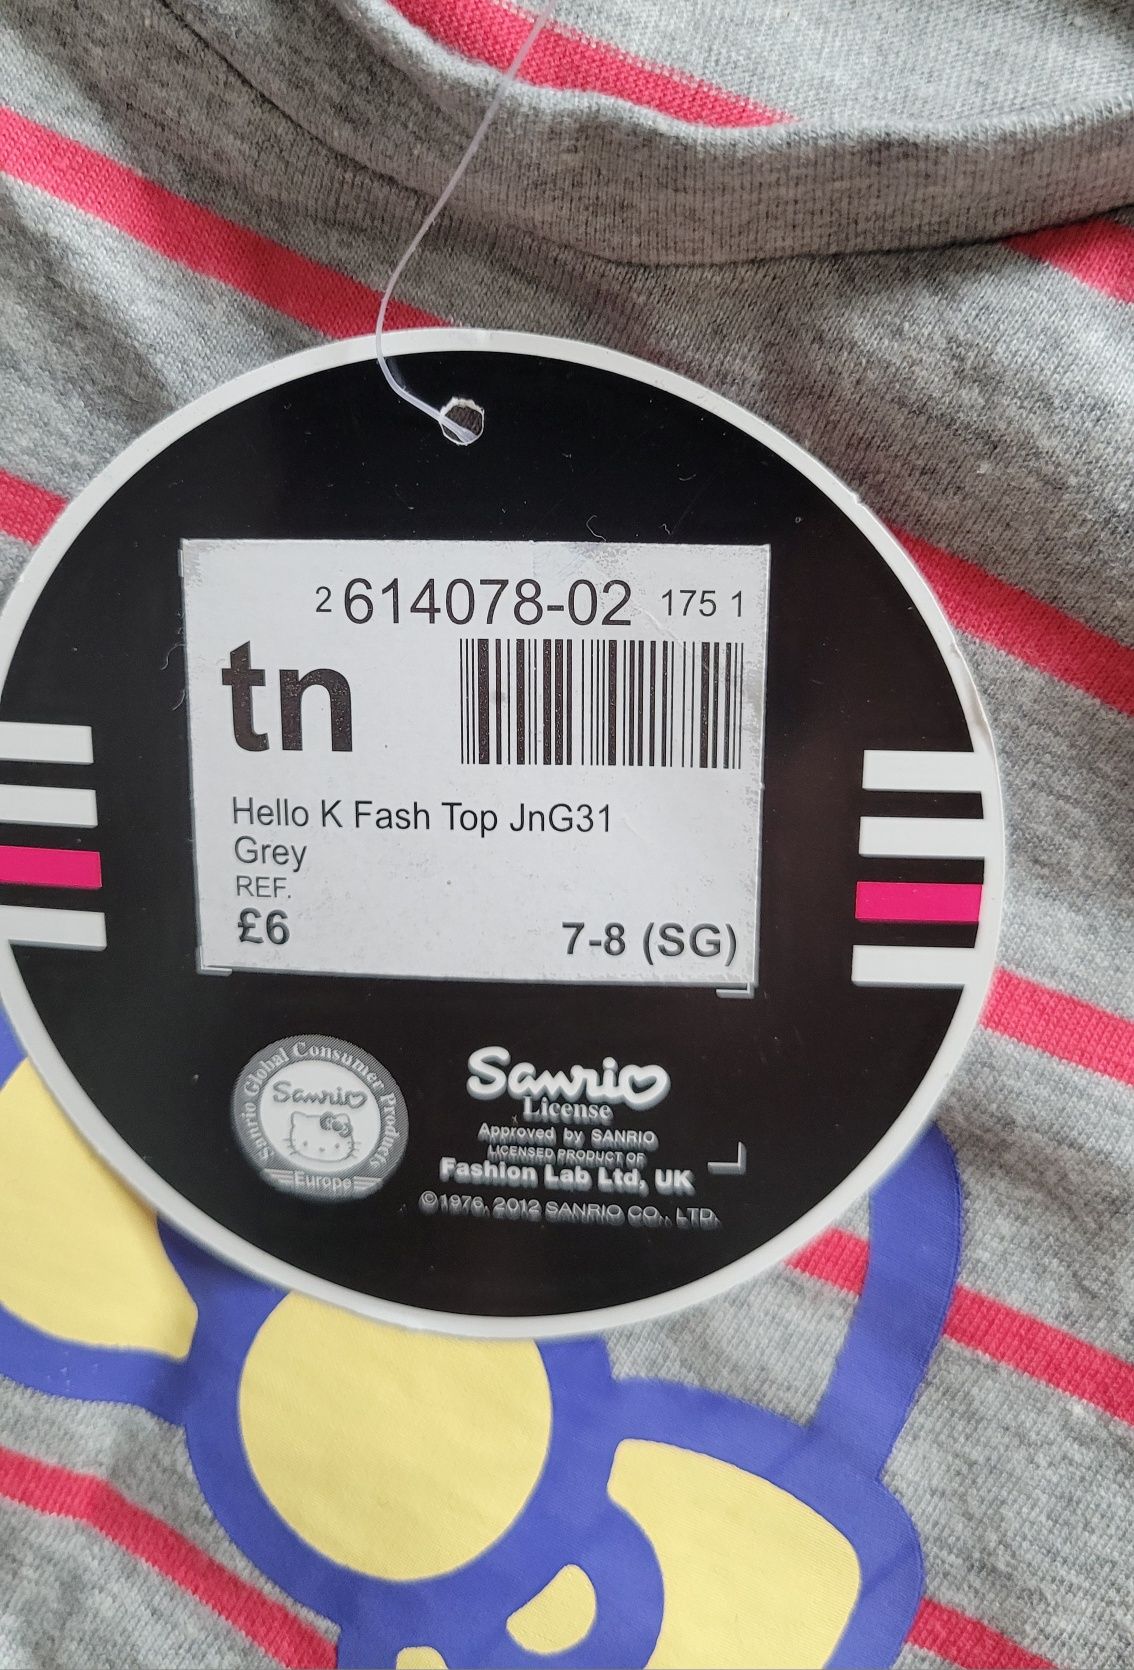 2 614078-02 175 1
tn
Hello K Fash Top JnG31
Grey
REF.
£6 7-8 (SG)
Sanrio Global Consumer Products
Sanrio
Europe
Sanrio
License
Approved by SANRIO
LICENSED PRODUCT OF
Fashion Lab Ltd, UK
©1976, 2012 SANRIO CO., LTD.